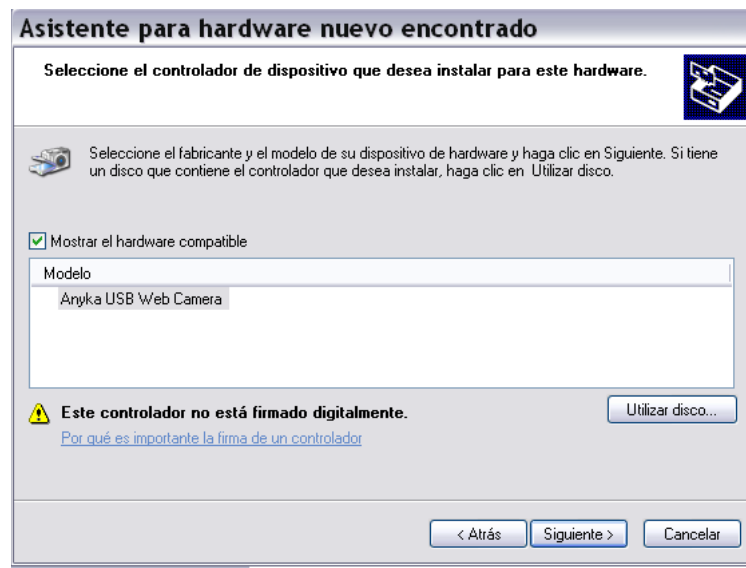 Asistente para hardware nuevo encontrado
Seleccione el controlador de dispositivo que desea instalar para este hardware.
Seleccione el fabricante y el modelo de su dispositivo de hardware y haga clic en Siguiente. Si tiene
un disco que contiene el controlador que desea instalar, haga clic en Utilizar disco.
Mostrar el hardware compatible
Modelo
Anyka USB Web Camera
Este controlador no está firmado digitalmente.
Utilizar disco...
Por qué es importante la firma de un controlador
< Atrás
Siguiente >
Cancelar